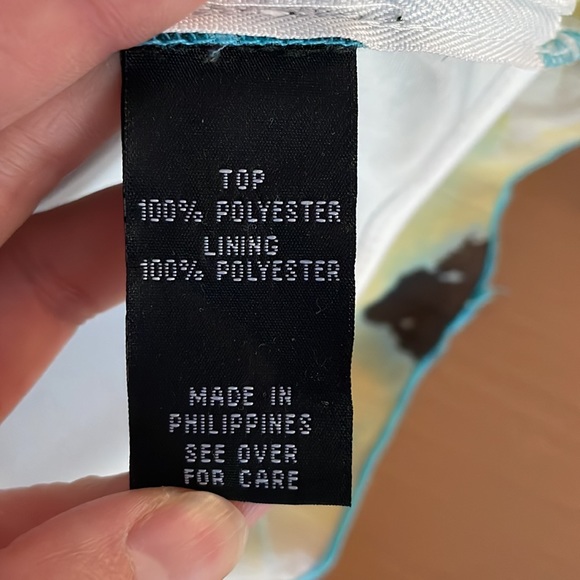 TOP
100% POLYESTER
LINING
100% POLYESTER
MADE IN
PHILIPPINES
SEE OVER
FOR CARE